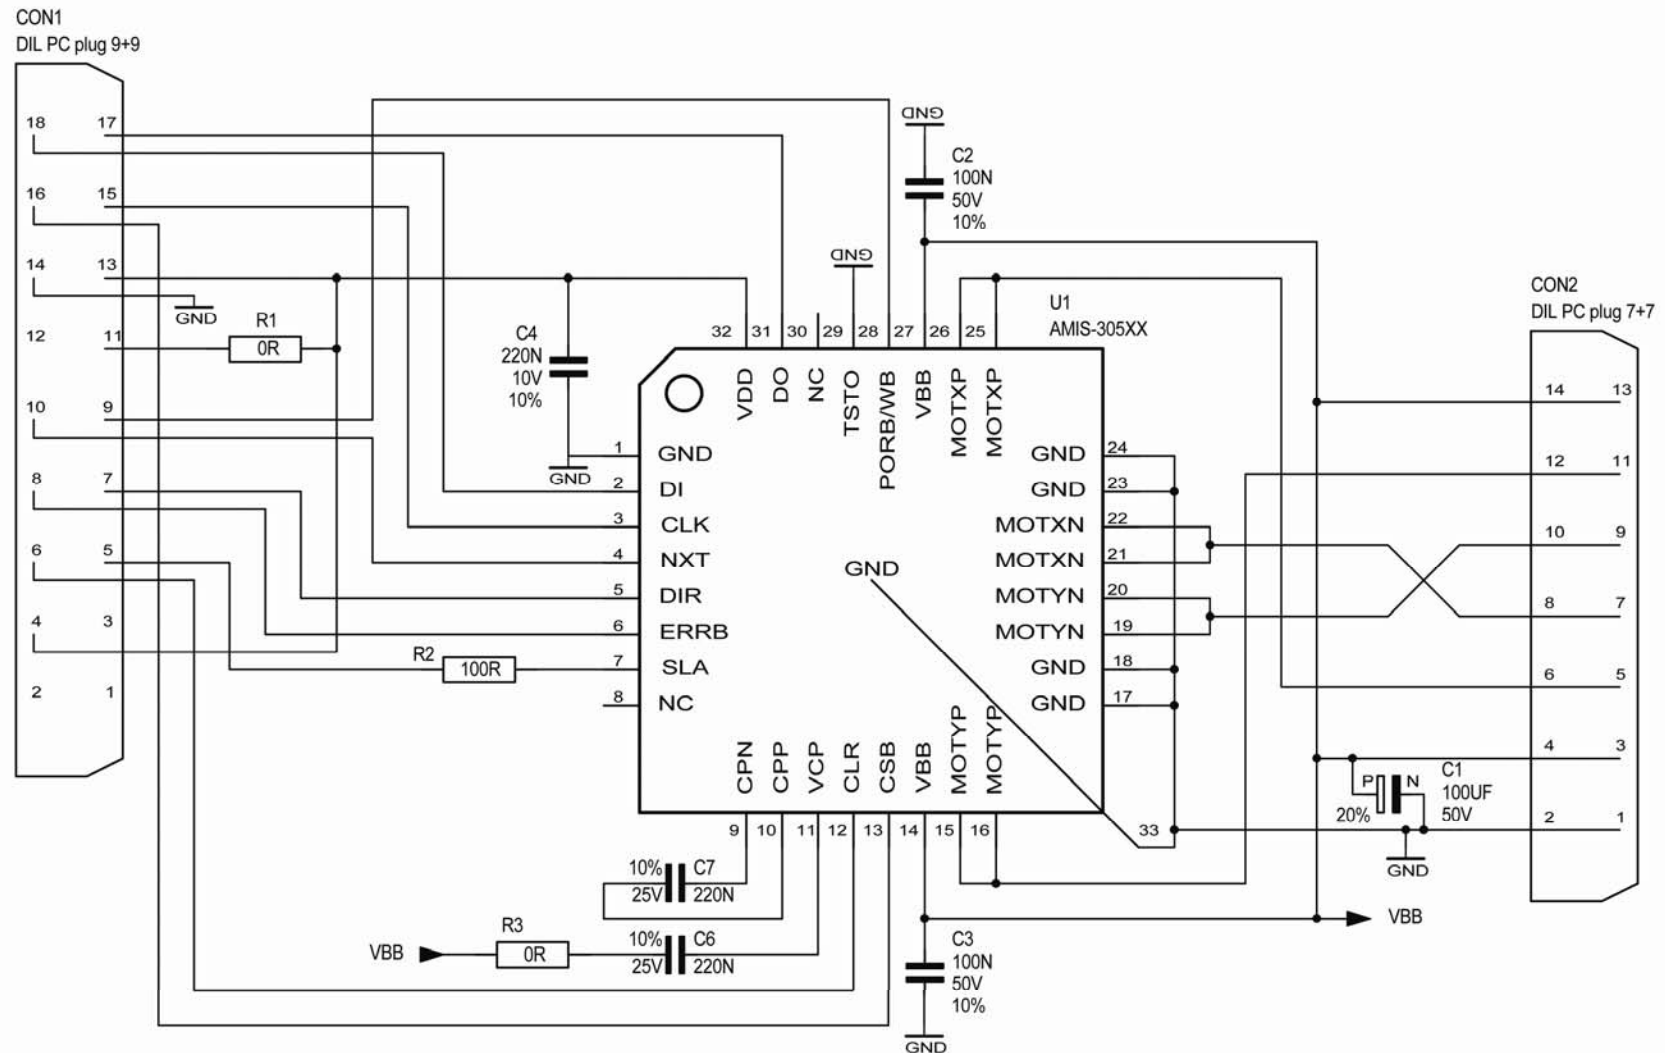 CON1
DIL PC plug 9+9
18 17
16 15
14 13
GND
12 11
R1
0R
10 9
8 7
6 5
4 3
2 1
GND
C2
100N
50V
10%
GND
C4
220N
10V
10%
GND
U1
AMIS-305XX
32 31 30 29 28 27 26 25
VDD
DO
NC
TSTO
PORB/WB
VBB
MOTXP
MOTXP
1 GND
2 DI
3 CLK
4 NXT
5 DIR
6 ERRB
7 SLA
8 NC
R2
100R
GND
GND 24
GND 23
MOTXN 22
MOTXN 21
MOTYN 20
MOTYN 19
GND 18
GND 17
CPN
CPP
VCP
CLR
CSB
VBB
MOTYP
MOTYP
9 10 11 12 13 14 15 16 33
10% C7
25V 220N
R3
VBB 0R
10% C6
25V 220N
C3
100N
50V
10%
GND
CON2
DIL PC plug 7+7
14 13
12 11
10 9
8 7
6 5
4 3
P N C1
100UF
20% 50V
2 1
GND
VBB